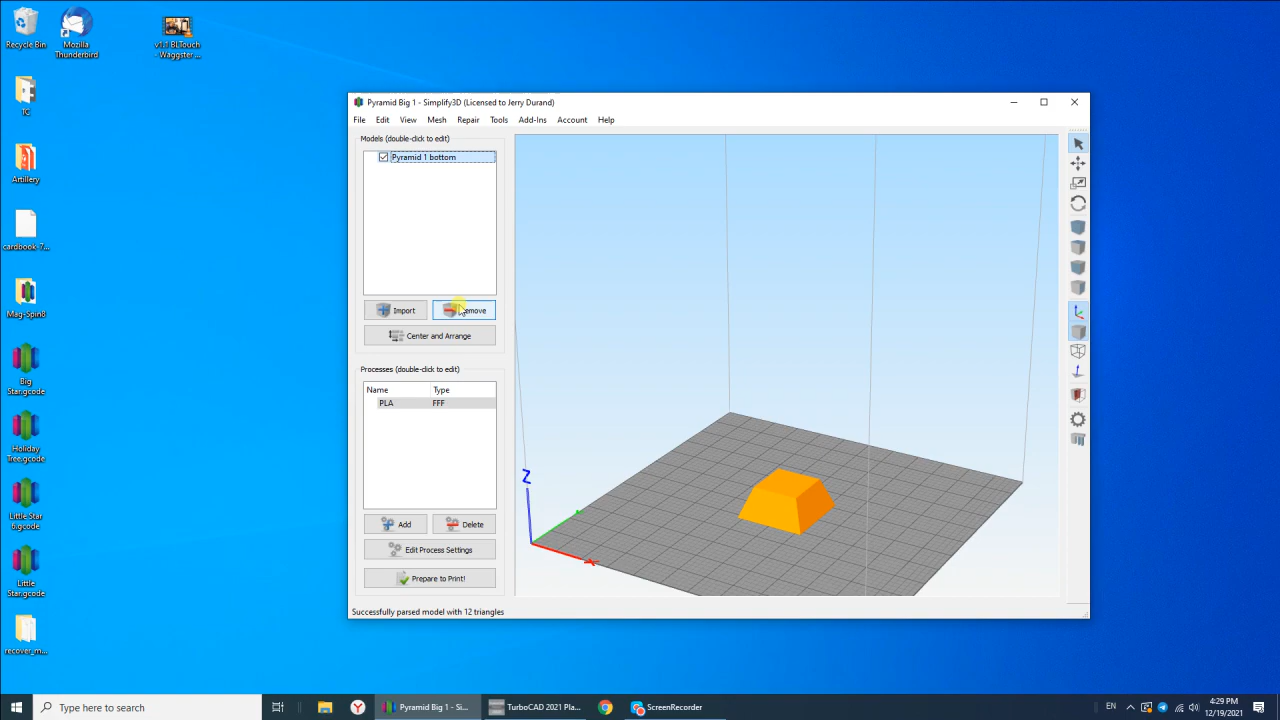 Recycle Bin
Mozilla
Thunderbird
v1.1 BLTouch
- Waggster ...
TC
Artillery
cardbook-7...
Mag-Spin8
Big
Star.gcode
Holiday
Tree.gcode
Little Star
6.gcode
Little
Star.gcode
recover_m...
Pyramid Big 1 - Simplify3D (Licensed to Jerry Durand)
File Edit View Mesh Repair Tools Add-Ins Account Help
Models (double-click to edit)
Pyramid 1 bottom
Import Remove
Center and Arrange
Processes (double-click to edit)
Name Type
PLA FFF
Add Delete
Edit Process Settings
Prepare to Print!
Z
Successfully parsed model with 12 triangles
Type here to search
Pyramid Big 1 - Si...
TurboCAD 2021 Pla...
ScreenRecorder
EN
4:29 PM
12/19/2021